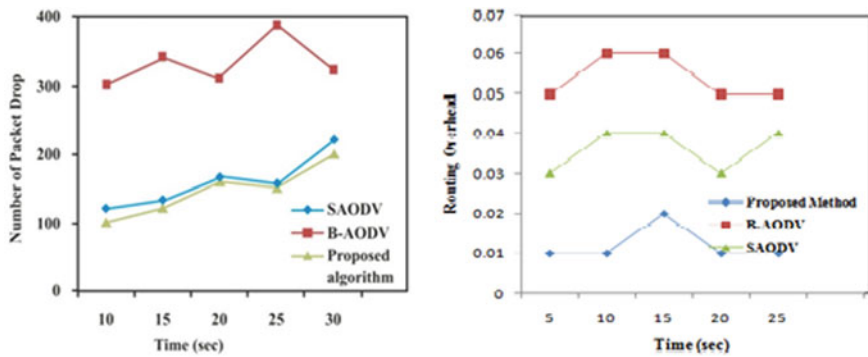 400
300
200
100
0
Number of Packet Drop
10 15 20 25 30
Time (sec)
SAODV
B-AODV
Proposed
algorithm
0.07
0.06
0.05
0.04
0.03
0.02
0.01
0
Routing Overhead
5 10 15 20 25
Time (sec)
Proposed Method
B-AODV
SAODV